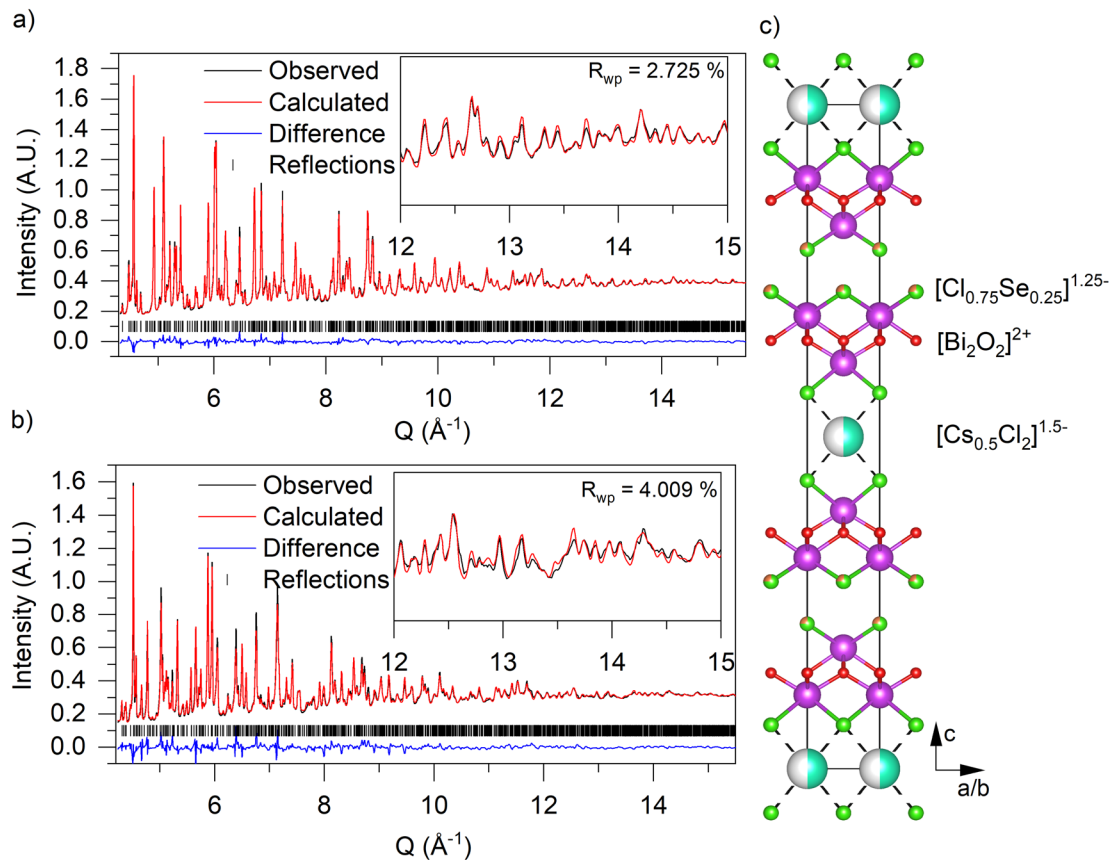 a)
1.8
1.6
1.4
1.2
1.0
0.8
0.6
0.4
0.2
0.0
Intensity (A.U.)
Observed
Calculated
Difference
Reflections
R_wp = 2.725 %
12 13 14 15
6 8 10 12 14
Q (Å⁻¹)
b)
1.6
1.4
1.2
1.0
0.8
0.6
0.4
0.2
0.0
Intensity (A.U.)
Observed
Calculated
Difference
Reflections
R_wp = 4.009 %
12 13 14 15
6 8 10 12 14
Q (Å⁻¹)
c)
[Cl₀.₇₅Se₀.₂₅]¹·²⁵⁻
[Bi₂O₂]²⁺
[Cs₀.₅Cl₂]¹·⁵⁻
c
a/b